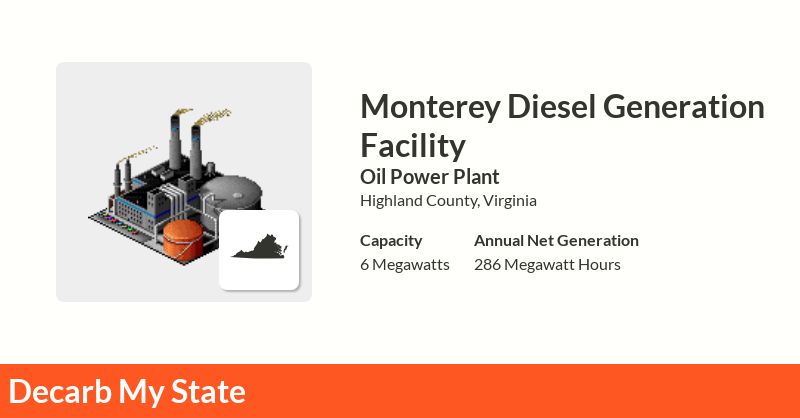 Monterey Diesel Generation
Facility
Oil Power Plant
Highland County, Virginia
Capacity Annual Net Generation
6 Megawatts 286 Megawatt Hours
Decarb My State